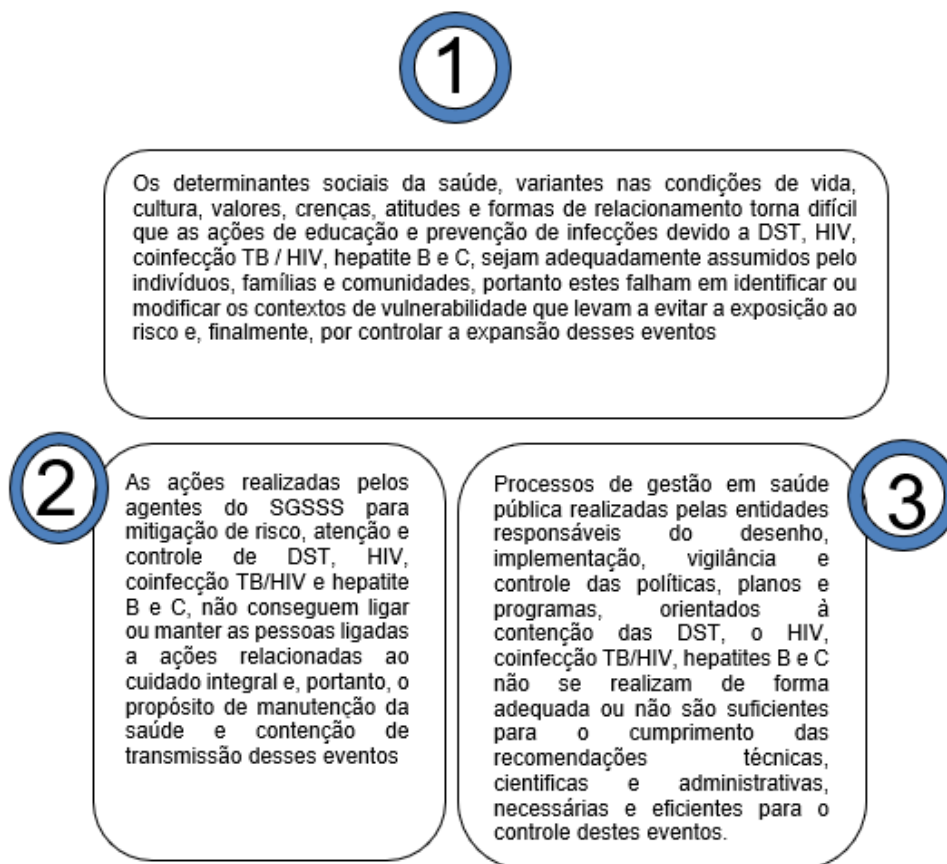 1
Os determinantes sociais da saúde, variantes nas condições de vida,
cultura, valores, crenças, atitudes e formas de relacionamento torna difícil
que as ações de educação e prevenção de infecções devido a DST, HIV,
coinfecção TB / HIV, hepatite B e C, sejam adequadamente assumidos pelo
indivíduos, famílias e comunidades, portanto estes falham em identificar ou
modificar os contextos de vulnerabilidade que levam a evitar a exposição ao
risco e, finalmente, por controlar a expansão desses eventos
2
As ações realizadas pelos
agentes do SGSSS para
mitigação de risco, atenção e
controle de DST, HIV,
coinfecção TB/HIV e hepatite
B e C, não conseguem ligar
ou manter as pessoas ligadas
a ações relacionadas ao
cuidado integral e, portanto, o
propósito de manutenção da
saúde e contenção de
transmissão desses eventos
3
Processos de gestão em saúde
pública realizadas pelas entidades
responsáveis do desenho,
implementação, vigilância e
controle das políticas, planos e
programas, orientados à
contenção das DST, o HIV,
coinfecção TB/HIV, hepatites B e C
não se realizam de forma
adequada ou não são suficientes
para o cumprimento das
recomendações técnicas,
cientificas e administrativas,
necessárias e eficientes para o
controle destes eventos.